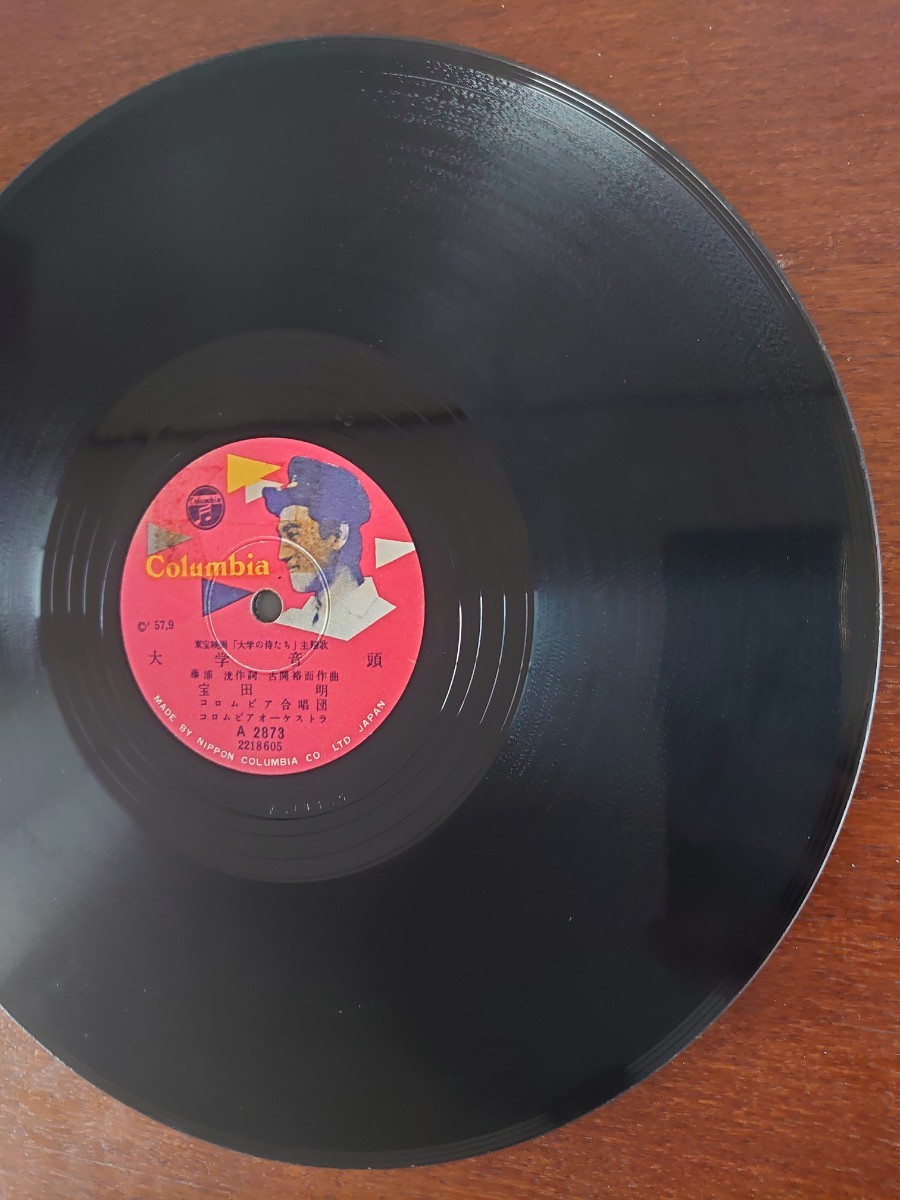 Columbia
Columbia
©' 57,9
東宝映画「大学の侍たち」主題歌
大学音頭
藤浦 洸作詞 古関裕而作曲
宝田明
コロムビア合唱団
コロムビアオーケストラ
A 2873
2218605
MADE BY NIPPON COLUMBIA CO. LTD JAPAN